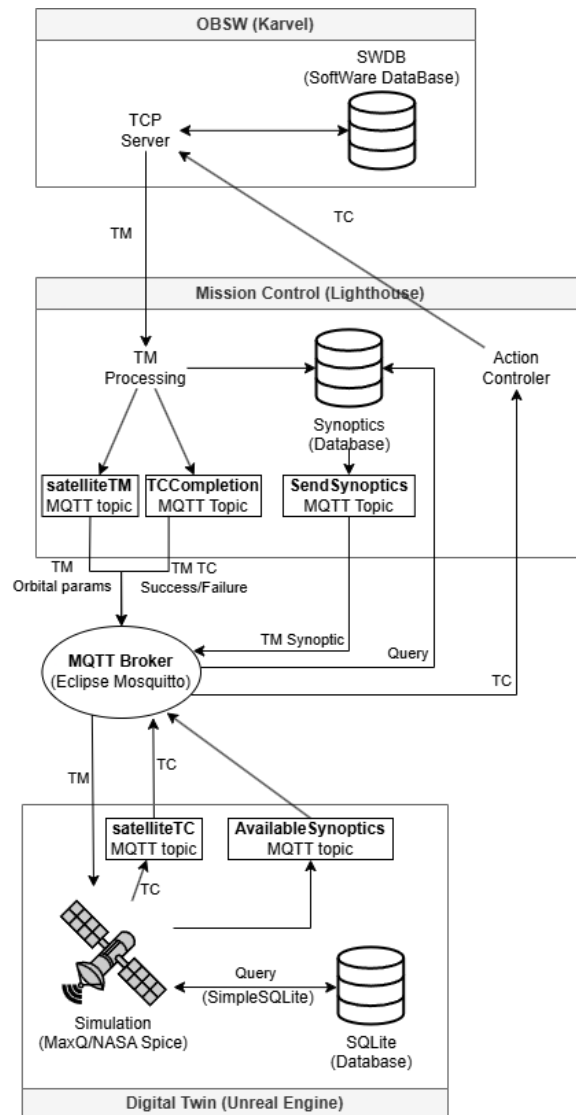 OBSW (Karvel)
SWDB
(SoftWare DataBase)
TCP
Server
TM
TC
Mission Control (Lighthouse)
TM
Processing
Synoptics
(Database)
Action
Controler
satelliteTM
MQTT topic
TCCompletion
MQTT Topic
SendSynoptics
MQTT Topic
TM
Orbital params
TM TC
Success/Failure
TM Synoptic
Query
MQTT Broker
(Eclipse Mosquitto)
TC
TM
TC
satelliteTC
MQTT topic
AvailableSynoptics
MQTT topic
TC
Query
(SimpleSQLite)
Simulation
(MaxQ/NASA Spice)
SQLite
(Database)
Digital Twin (Unreal Engine)